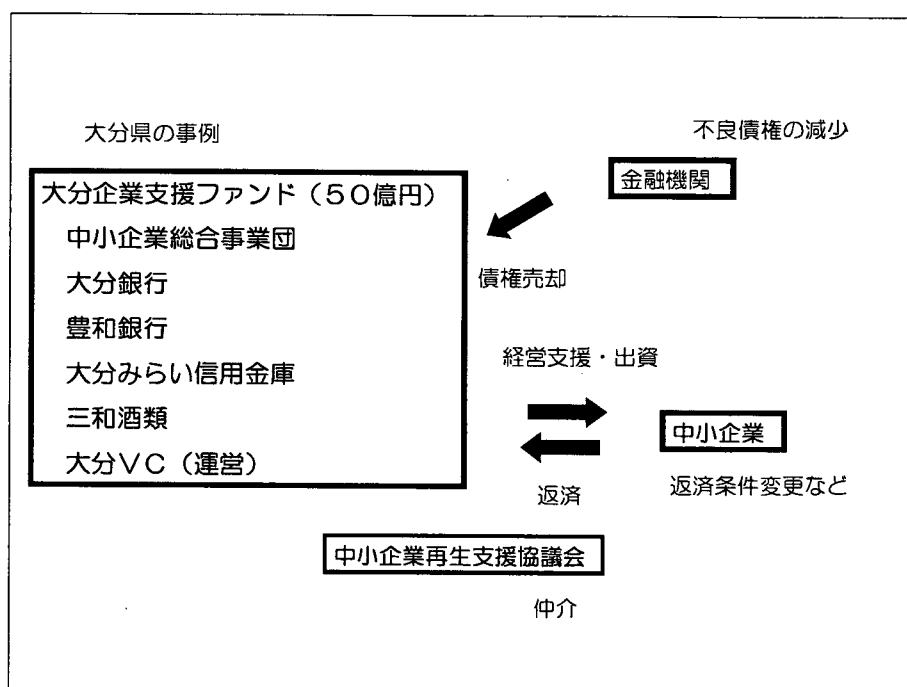 大分県の事例
不良債権の減少
大分企業支援ファンド（５０億円）
中小企業総合事業団
大分銀行
豊和銀行
大分みらい信用金庫
三和酒類
大分ＶＣ（運営）
金融機関
債権売却
経営支援・出資
中小企業
返済
返済条件変更など
中小企業再生支援協議会
仲介